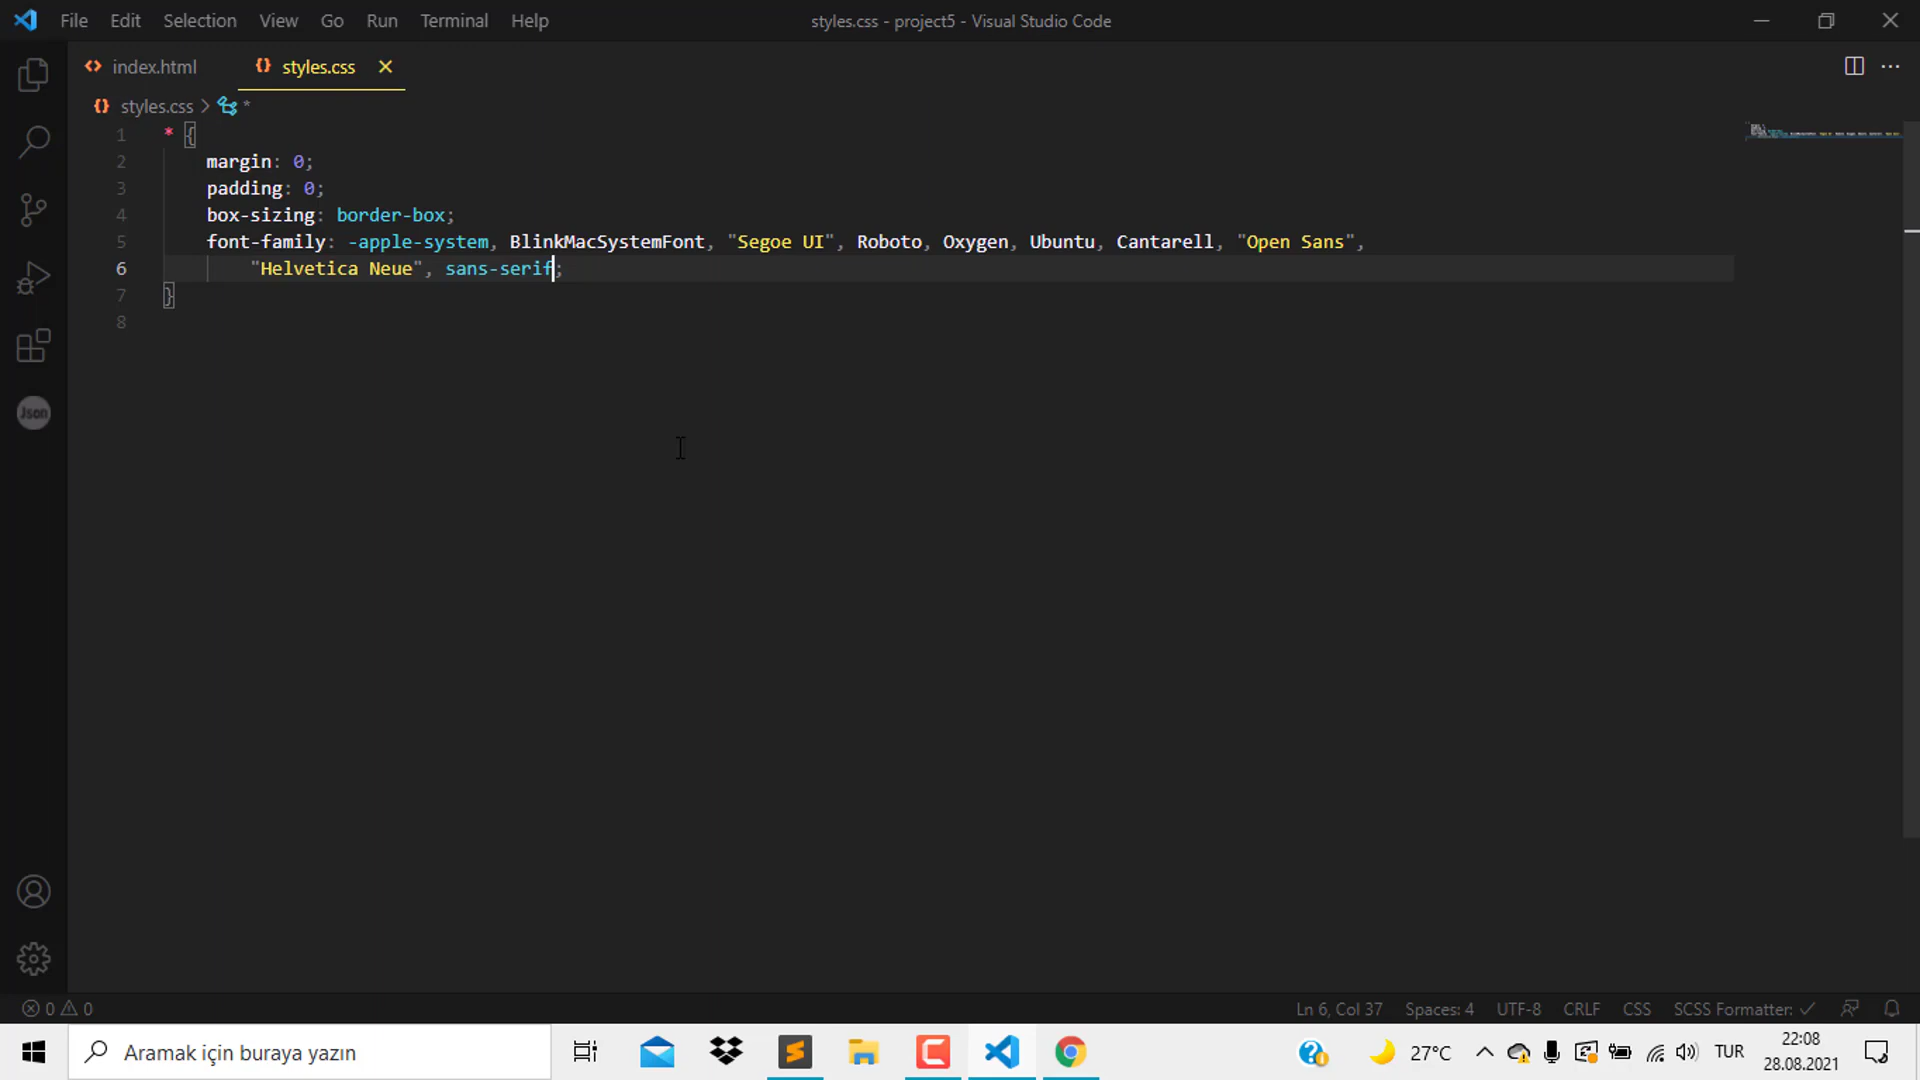 File Edit Selection View Go Run Terminal Help styles.css - project5 - Visual Studio Code
index.html styles.css
styles.css > *
1 * {
2 margin: 0;
3 padding: 0;
4 box-sizing: border-box;
5 font-family: -apple-system, BlinkMacSystemFont, "Segoe UI", Roboto, Oxygen, Ubuntu, Cantarell, "Open Sans",
6 "Helvetica Neue", sans-serif;
7 }
8
Json
0 0 Ln 6, Col 37 Spaces: 4 UTF-8 CRLF CSS SCSS Formatter: ✓
Aramak için buraya yazın 27°C TUR 22:08
28.08.2021